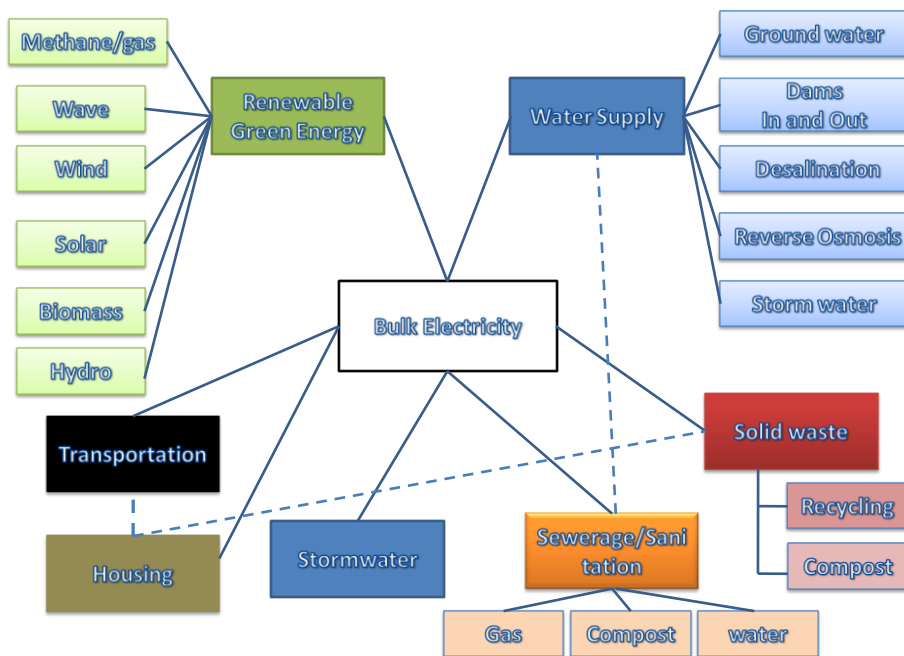 Methane/gas
Wave
Wind
Solar
Biomass
Hydro
Renewable
Green Energy
Water Supply
Ground water
Dams
In and Out
Desalination
Reverse Osmosis
Storm water
Bulk Electricity
Transportation
Housing
Stormwater
Sewerage/Sani
tation
Gas
Compost
water
Solid waste
Recycling
Compost